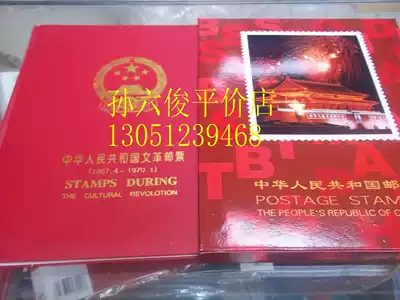 孙六俊平价店
13051239468
中华人民共和国文革邮票
(1967.4-1970.1)
STAMPS DURING
THE CULTURAL REVOLOTION
中华人民共和国邮
POSTAGE STAM
THE PEOPLE'S REPUBLIC OF C